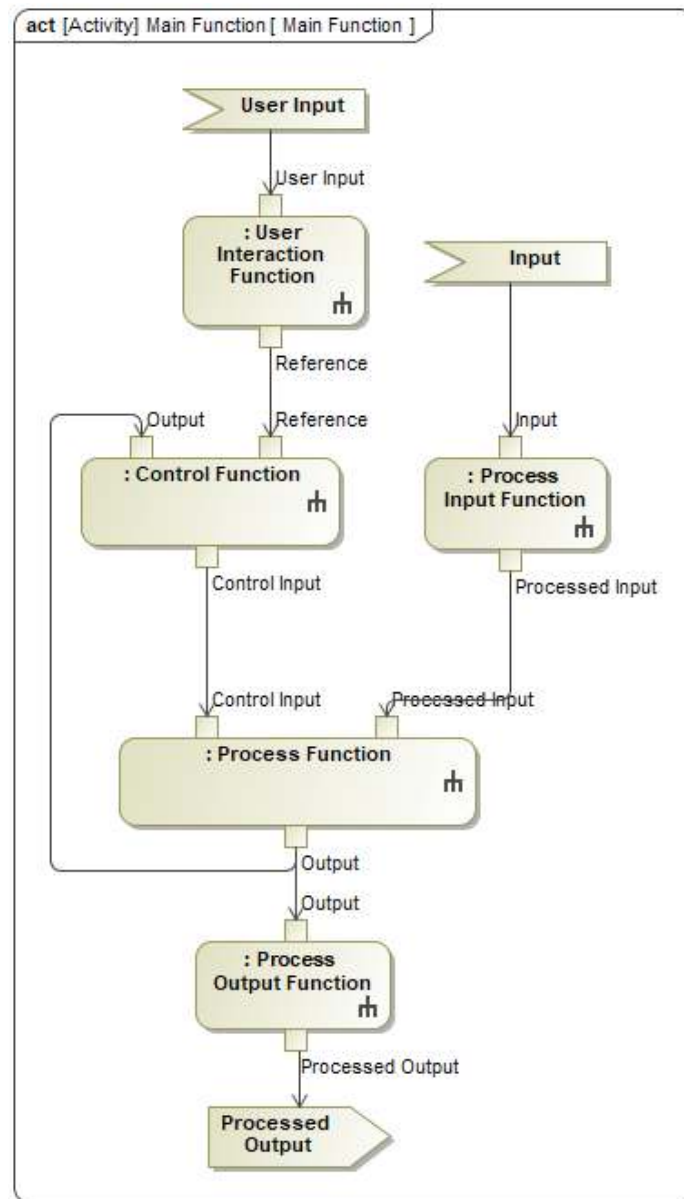 act [Activity] Main Function [ Main Function ]
User Input
User Input
: User
Interaction
Function
Input
Reference
Output
Reference
Input
: Control Function
: Process
Input Function
Control Input
Processed Input
Control Input
Processed Input
: Process Function
Output
Output
: Process
Output Function
Processed Output
Processed
Output